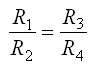 R₁/R₂ = R₃/R₄